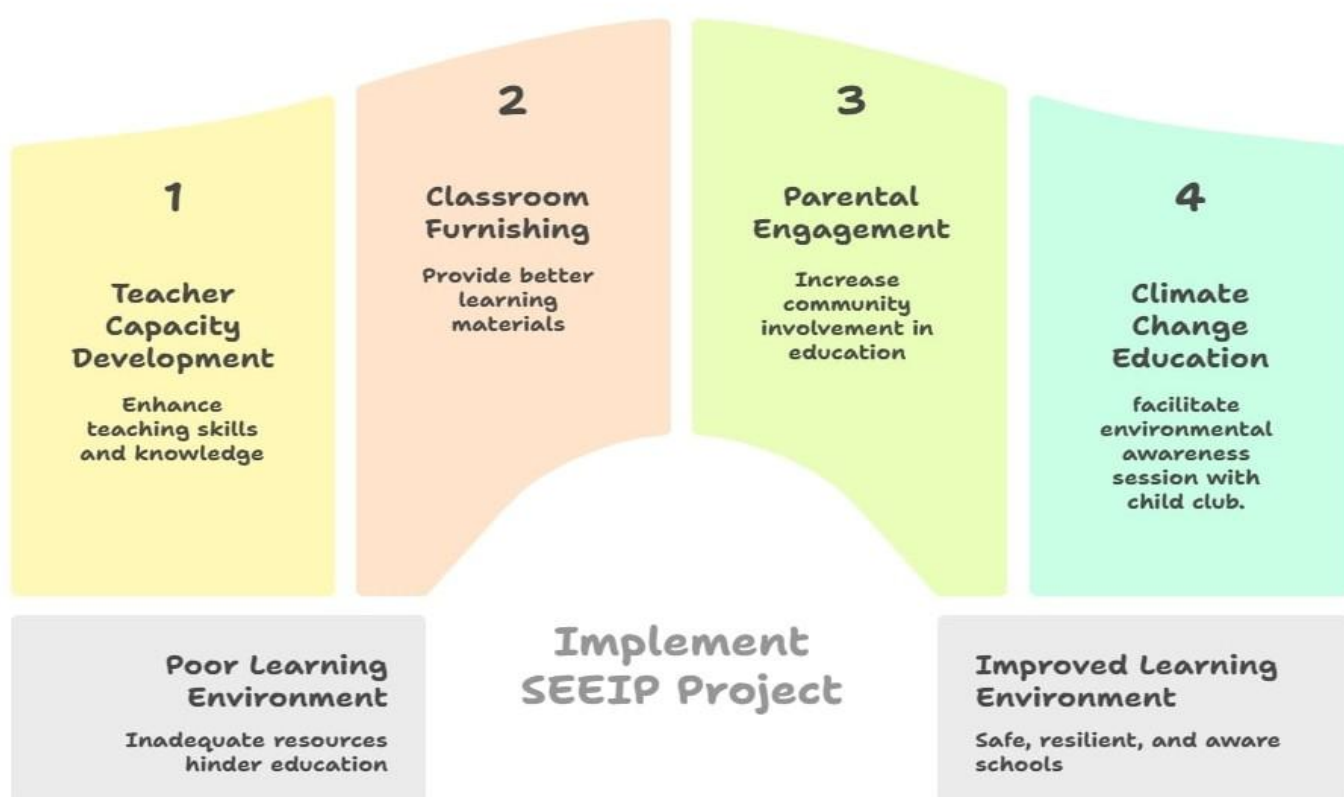 1
Teacher
Capacity
Development
Enhance
teaching skills
and knowledge
2
Classroom
Furnishing
Provide better
learning
materials
3
Parental
Engagement
Increase
community
involvement in
education
4
Climate
Change
Education
facilitate
environmental
awareness
session with
child club.
Poor Learning
Environment
Inadequate resources
hinder education
Implement
SEEIP Project
Improved Learning
Environment
Safe, resilient, and aware
schools